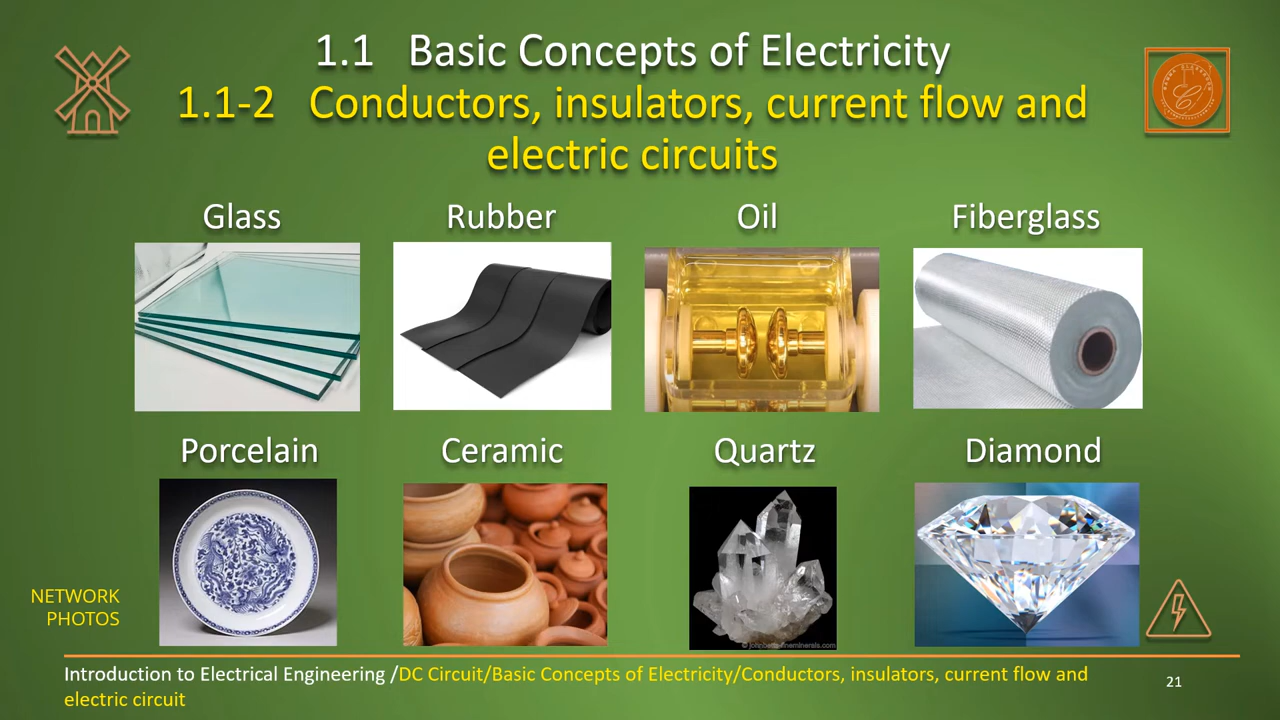 1.1 Basic Concepts of Electricity
1.1-2 Conductors, insulators, current flow and
electric circuits
Glass
Rubber
Oil
Fiberglass
Porcelain
Ceramic
Quartz
Diamond
NETWORK
PHOTOS
Introduction to Electrical Engineering /DC Circuit/Basic Concepts of Electricity/Conductors, insulators, current flow and
electric circuit
21